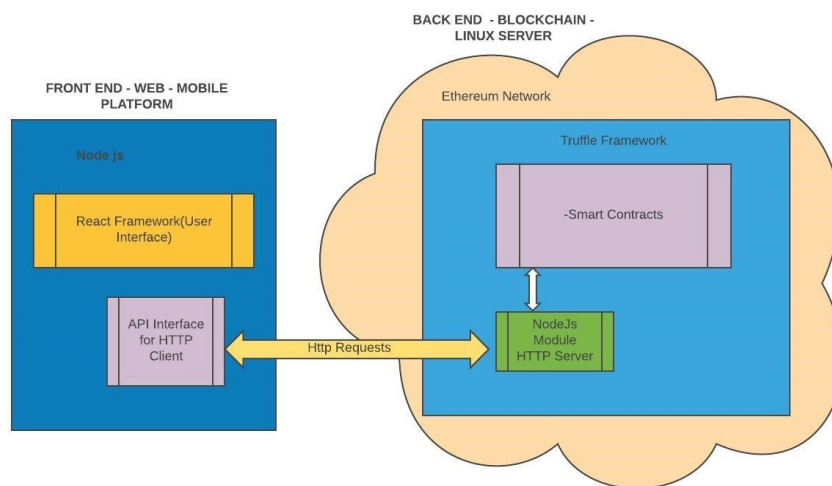 BACK END - BLOCKCHAIN -
LINUX SERVER
FRONT END - WEB - MOBILE
PLATFORM
Ethereum Network
Node js
Truffle Framework
React Framework(User
Interface)
-Smart Contracts
API Interface
for HTTP
Client
Http Requests
NodeJs
Module
HTTP Server